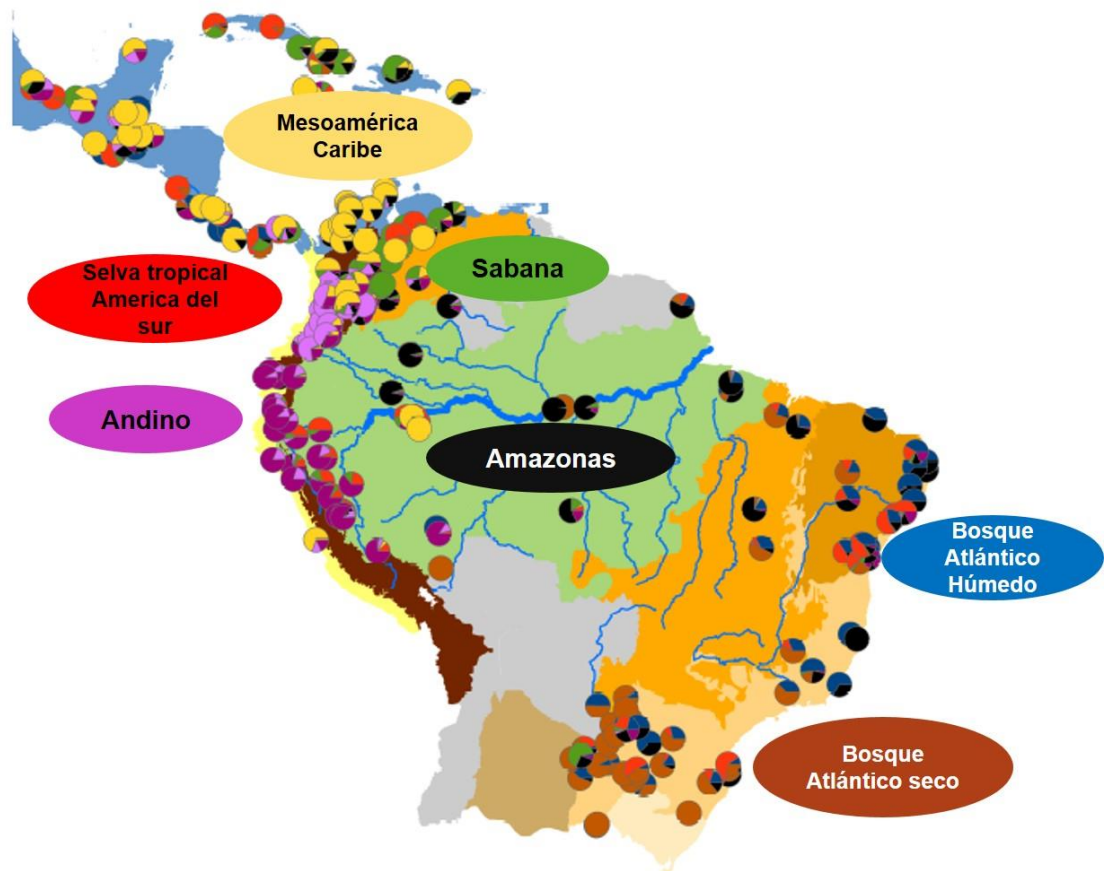 Mesoamérica
Caribe
Selva tropical
America del
sur
Sabana
Andino
Amazonas
Bosque
Atlántico
Húmedo
Bosque
Atlántico seco